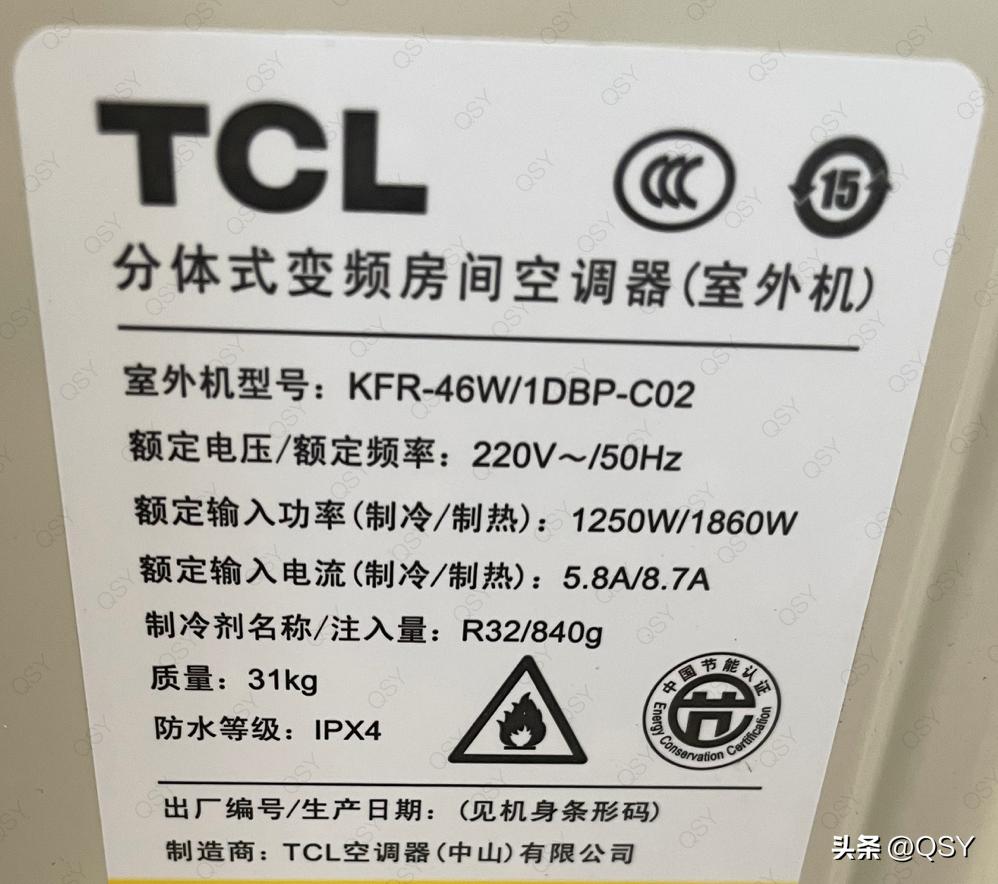 TCL
15
分体式变频房间空调器(室外机)
室外机型号：KFR-46W/1DBP-C02
额定电压/额定频率：220V～/50Hz
额定输入功率(制冷/制热)：1250W/1860W
额定输入电流(制冷/制热)：5.8A/8.7A
制冷剂名称/注入量：R32/840g
质量：31kg
防水等级：IPX4
中国节能认证
Energy Conservation Certification
出厂编号/生产日期：(见机身条形码)
制造商：TCL空调器(中山)有限公司
头条 @QSY
QSY